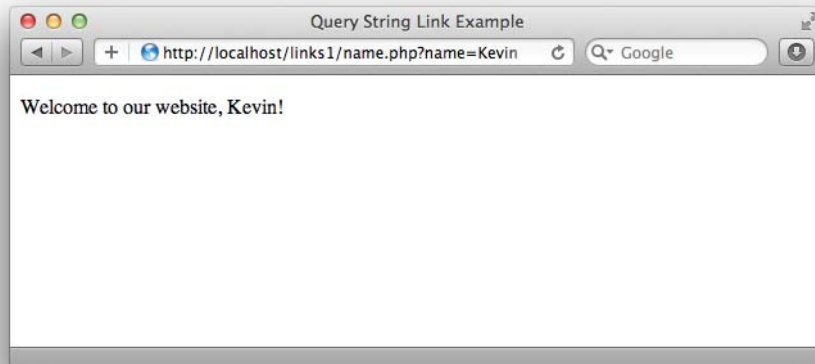 Query String Link Example
http://localhost/links1/name.php?name=Kevin
Google
Welcome to our website, Kevin!